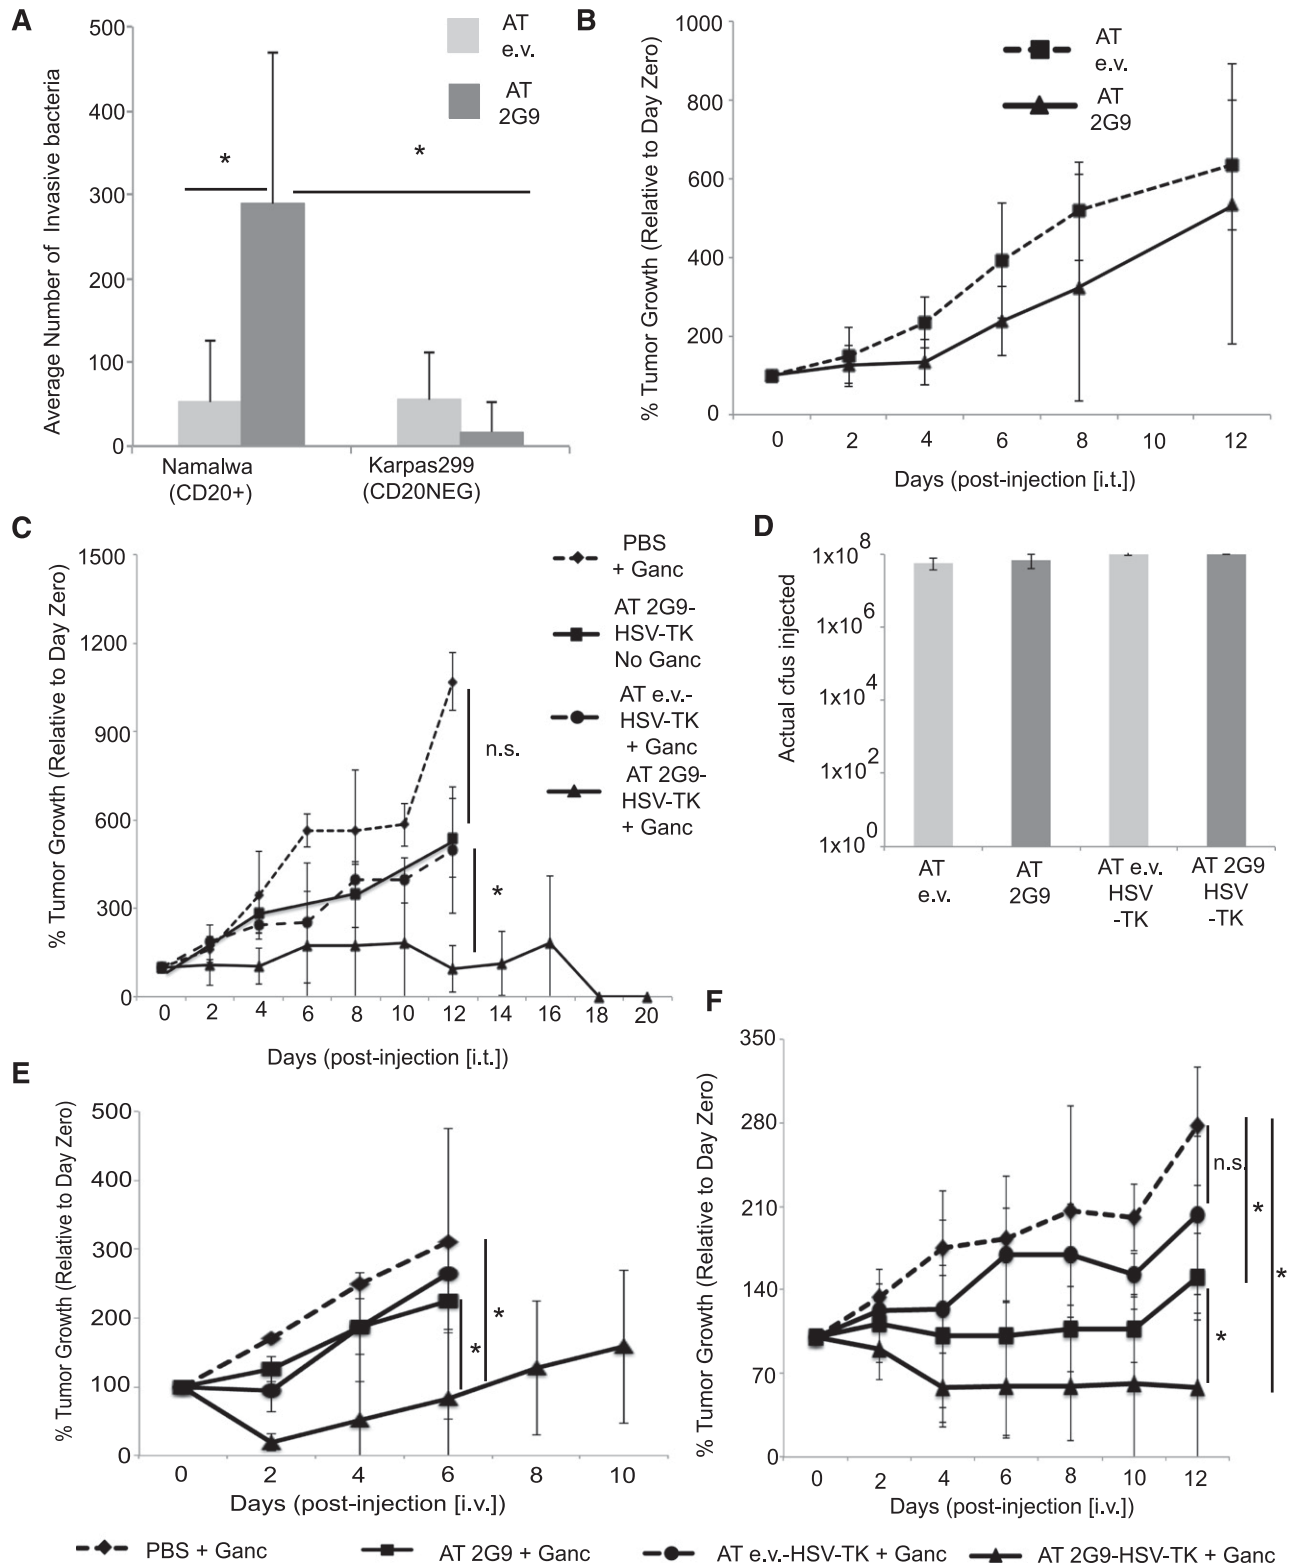 A
500
400
300
200
100
0
Average Number of Invasive bacteria
AT
e.v.
AT
2G9
*
*
Namalwa
(CD20+)
Karpas299
(CD20NEG)
B
1000
800
600
400
200
0
% Tumor Growth (Relative to Day Zero)
AT
e.v.
AT
2G9
0 2 4 6 8 10 12
Days (post-injection [i.t.])
C
1500
1200
900
600
300
0
% Tumor Growth (Relative to Day Zero)
PBS
+ Ganc
AT 2G9-
HSV-TK
No Ganc
AT e.v.-
HSV-TK
+ Ganc
AT 2G9-
HSV-TK
+ Ganc
n.s.
*
0 2 4 6 8 10 12 14 16 18 20
Days (post-injection [i.t.])
D
1x10^8
1x10^6
1x10^4
1x10^2
1x10^0
Actual cfus injected
AT
e.v.
AT
2G9
AT e.v.
HSV
-TK
AT 2G9
HSV
-TK
E
500
400
300
200
100
0
% Tumor Growth (Relative to Day Zero)
*
*
0 2 4 6 8 10
Days (post-injection [i.v.])
F
350
280
210
140
70
0
% Tumor Growth (Relative to Day Zero)
n.s.
*
*
*
0 2 4 6 8 10 12
Days (post-injection [i.v.])
PBS + Ganc
AT 2G9 + Ganc
AT e.v.-HSV-TK + Ganc
AT 2G9-HSV-TK + Ganc